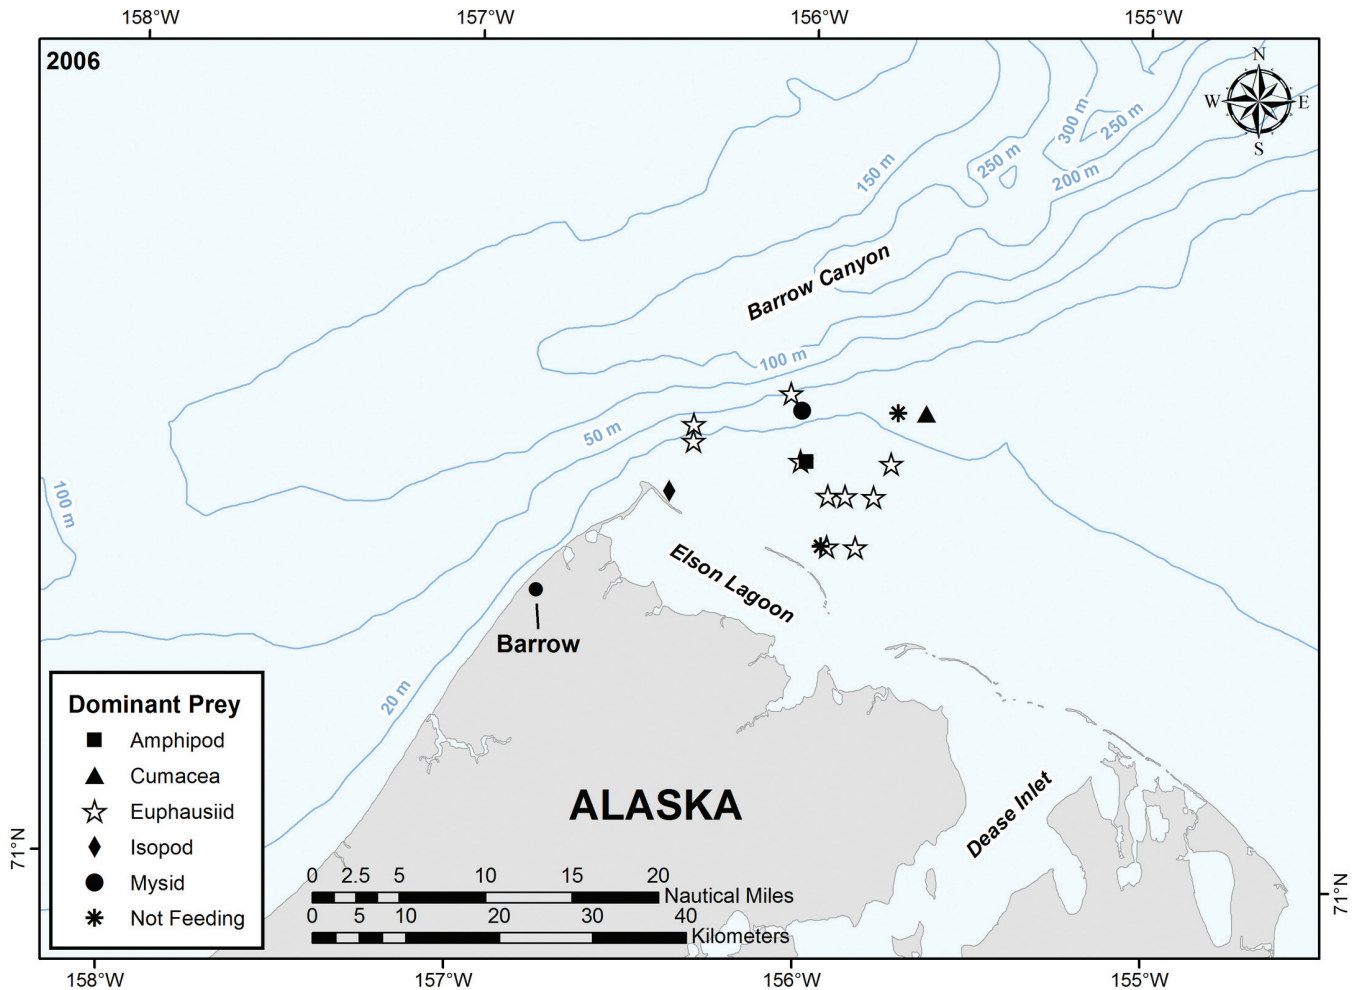 158°W 157°W 156°W 155°W
2006
N
W E
S
300 m
250 m
150 m
250 m
200 m
Barrow Canyon
100 m
50 m
100 m
Elson Lagoon
Barrow
20 m
Dominant Prey
Amphipod
Cumacea
Euphausiid
Isopod
Mysid
Not Feeding
ALASKA
Dease Inlet
71°N
71°N
0 2.5 5 10 15 20
Nautical Miles
0 5 10 20 30 40
Kilometers
158°W 157°W 156°W 155°W